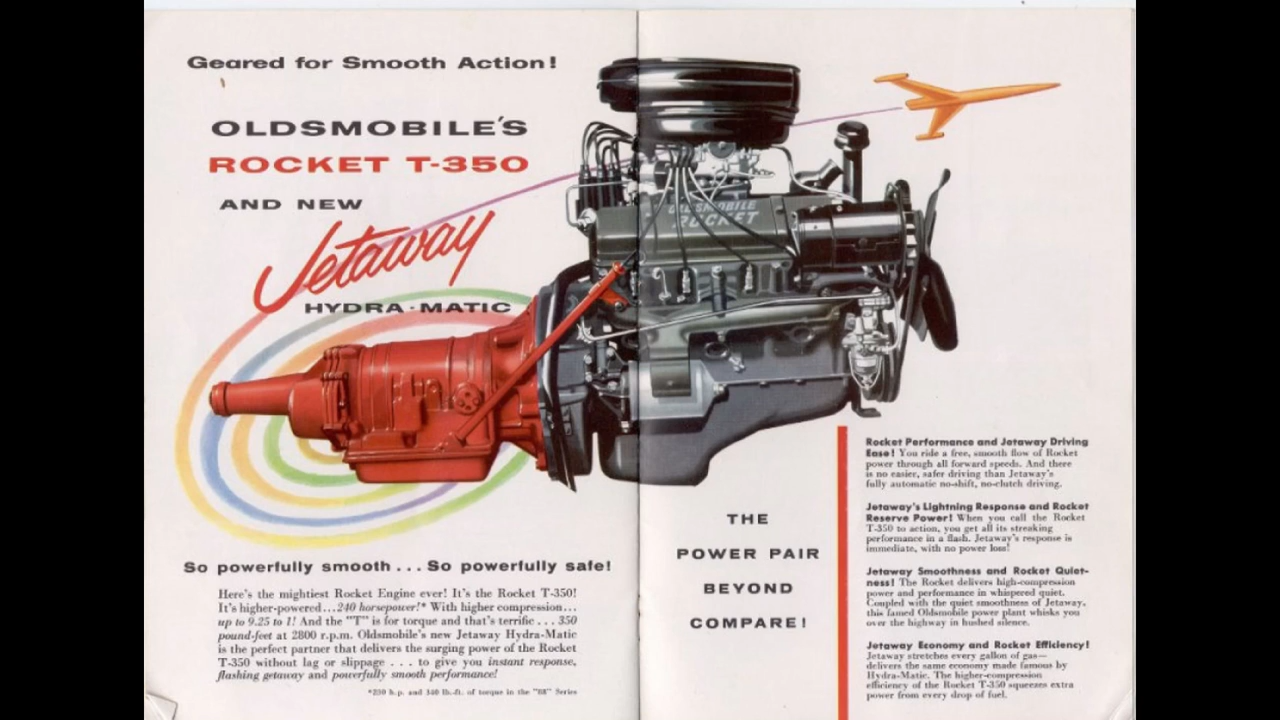 Geared for Smooth Action!
OLDSMOBILE'S
ROCKET T-350
AND NEW
Jetaway
HYDRA-MATIC
OLDSMOBILE
ROCKET
So powerfully smooth ... So powerfully safe!
Here's the mightiest Rocket Engine ever! It's the Rocket T-350!
It's higher-powered...240 horsepower!* With higher compression...
up to 9.25 to 1! And the "T" is for torque and that's terrific ... 350
pound-feet at 2800 r.p.m. Oldsmobile's new Jetaway Hydra-Matic
is the perfect partner that delivers the surging power of the Rocket
T-350 without lag or slippage . . . to give you instant response,
flashing getaway and powerfully smooth performance!
*230 h.p. and 340 lb.-ft. of torque in the "88" Series
THE
POWER PAIR
BEYOND
COMPARE!
Rocket Performance and Jetaway Driving
Ease! You ride a free, smooth flow of Rocket
power through all forward speeds. And there
is no easier, safer driving than Jetaway's
fully automatic no-shift, no-clutch driving.
Jetaway's Lightning Response and Rocket
Reserve Power! When you call the Rocket
T-350 to action, you get all its streaking
performance in a flash. Jetaway's response is
immediate, with no power loss!
Jetaway Smoothness and Rocket Quiet-
ness! The Rocket delivers high-compression
power and performance in whispered quiet.
Coupled with the quiet smoothness of Jetaway,
this famed Oldsmobile power plant whisks you
over the highway in hushed silence.
Jetaway Economy and Rocket Efficiency!
Jetaway stretches every gallon of gas—
delivers the same economy made famous by
Hydra-Matic. The higher-compression
efficiency of the Rocket T-350 squeezes extra
power from every drop of fuel.